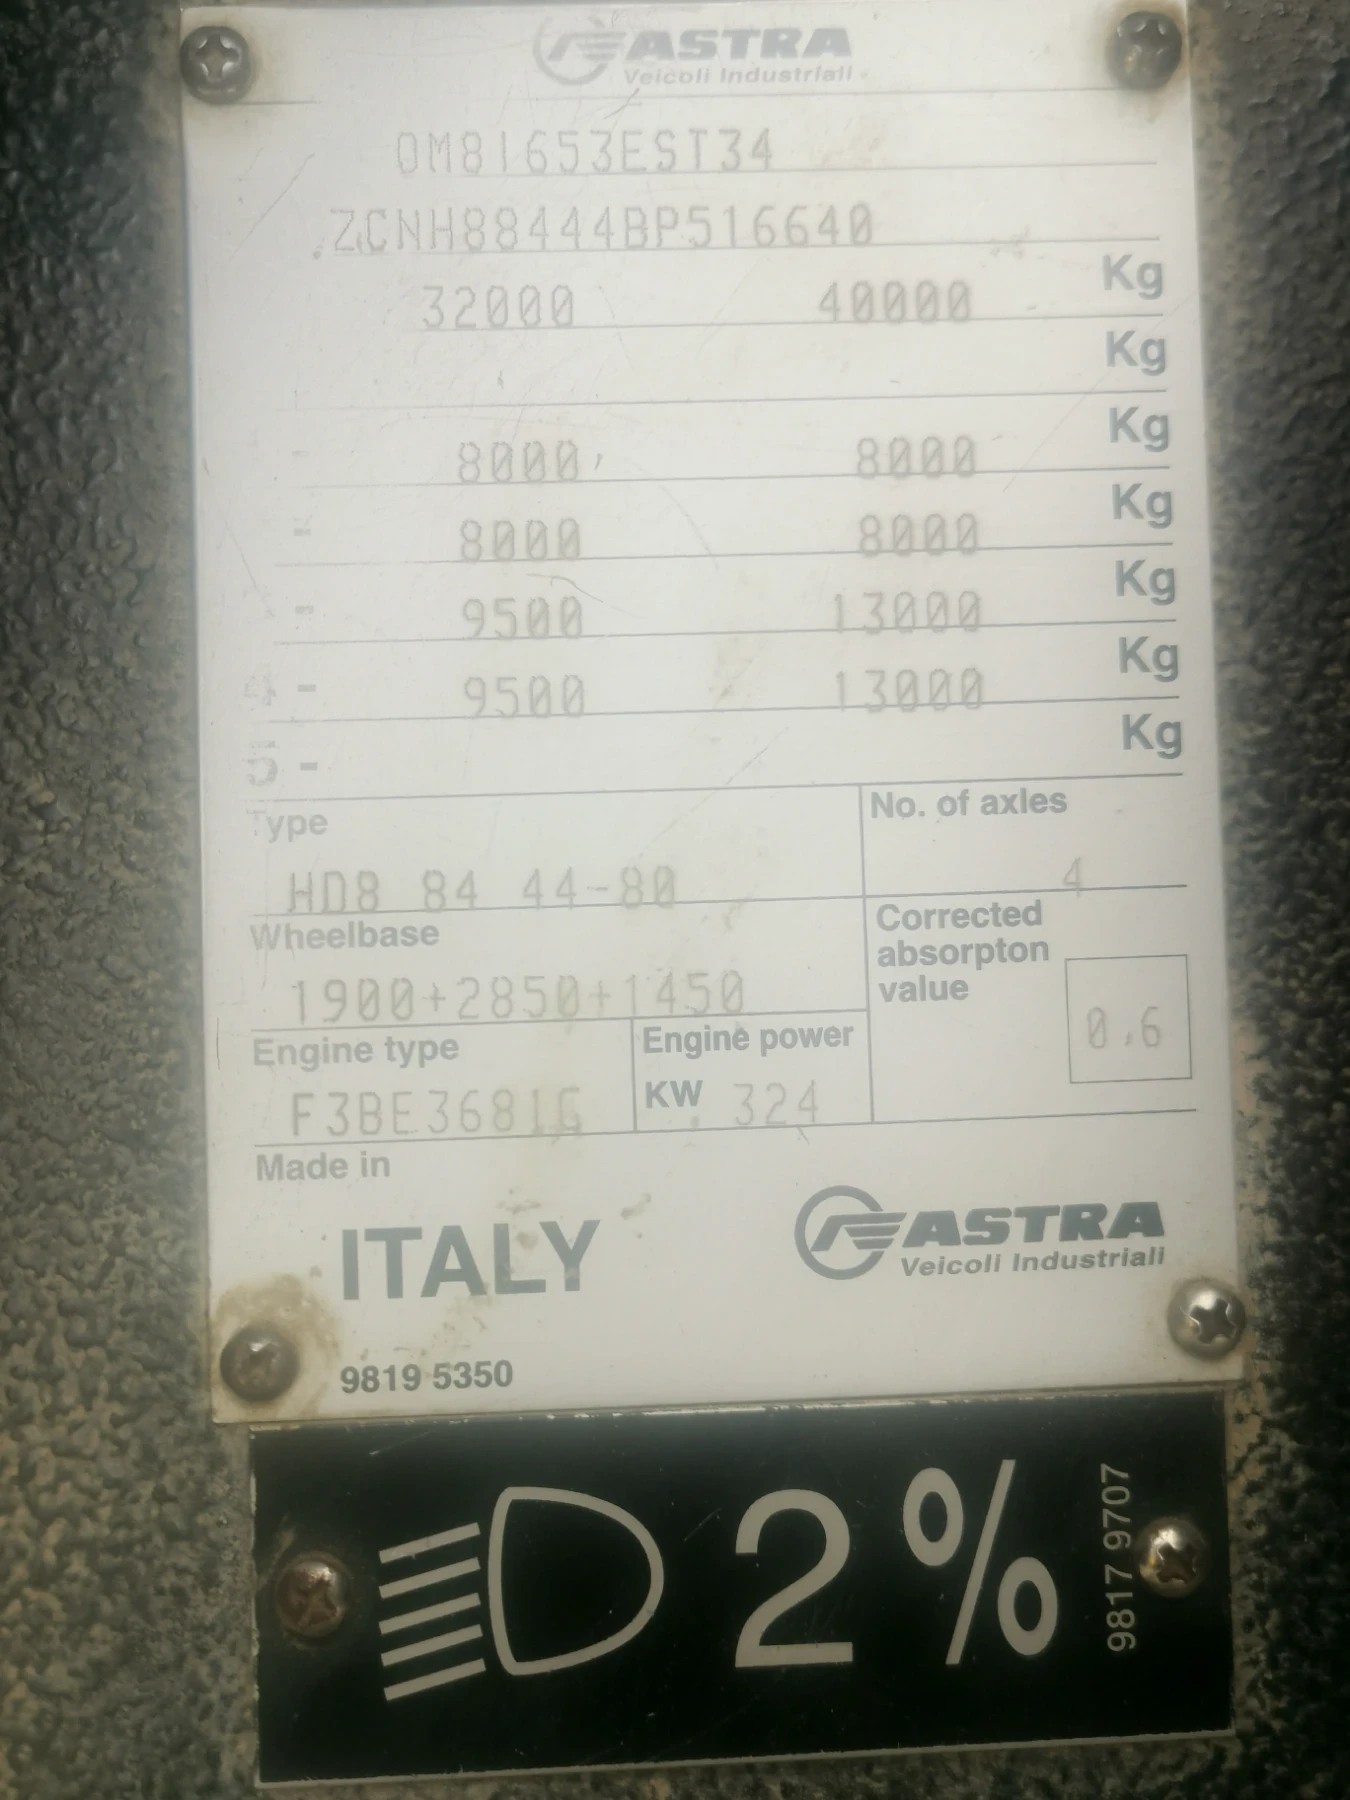 ASTRA
Veicoli Industriali
OM81653EST34
ZCNH88444BP516640
32000 40000 Kg
Kg
- 8000 8000 Kg
- 8000 8000 Kg
- 9500 13000 Kg
4 - 9500 13000 Kg
5 - Kg
Type
HD8 84 44-80
No. of axles
4
Wheelbase
1900+2850+1450
Corrected
absorpton
value
0,6
Engine type
F3BE3681G
Engine power
KW 324
Made in
ITALY
ASTRA
Veicoli Industriali
9819 5350
2%
9817 9707